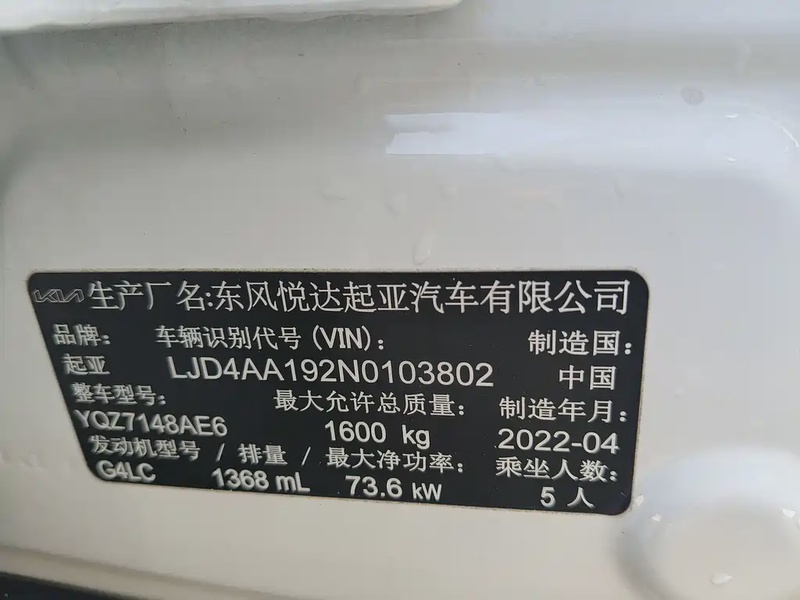 KIA 生产厂名:东风悦达起亚汽车有限公司
品牌: 车辆识别代号(VIN): 制造国:
起亚 LJD4AA192N0103802 中国
整车型号: 最大允许总质量: 制造年月:
YQZ7148AE6 1600 kg 2022-04
发动机型号 / 排量 / 最大净功率: 乘坐人数:
G4LC 1368 mL 73.6 kW 5 人